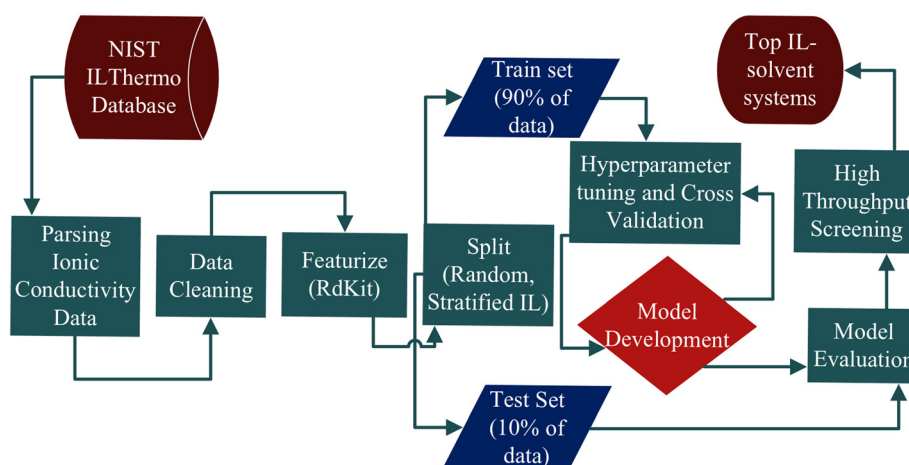 NIST
ILThermo
Database
Parsing
Ionic
Conductivity
Data
Data
Cleaning
Featurize
(RdKit)
Split
(Random,
Stratified IL)
Train set
(90% of
data)
Test Set
(10% of
data)
Hyperparameter
tuning and Cross
Validation
Model
Development
Model
Evaluation
High
Throughput
Screening
Top IL-
solvent
systems